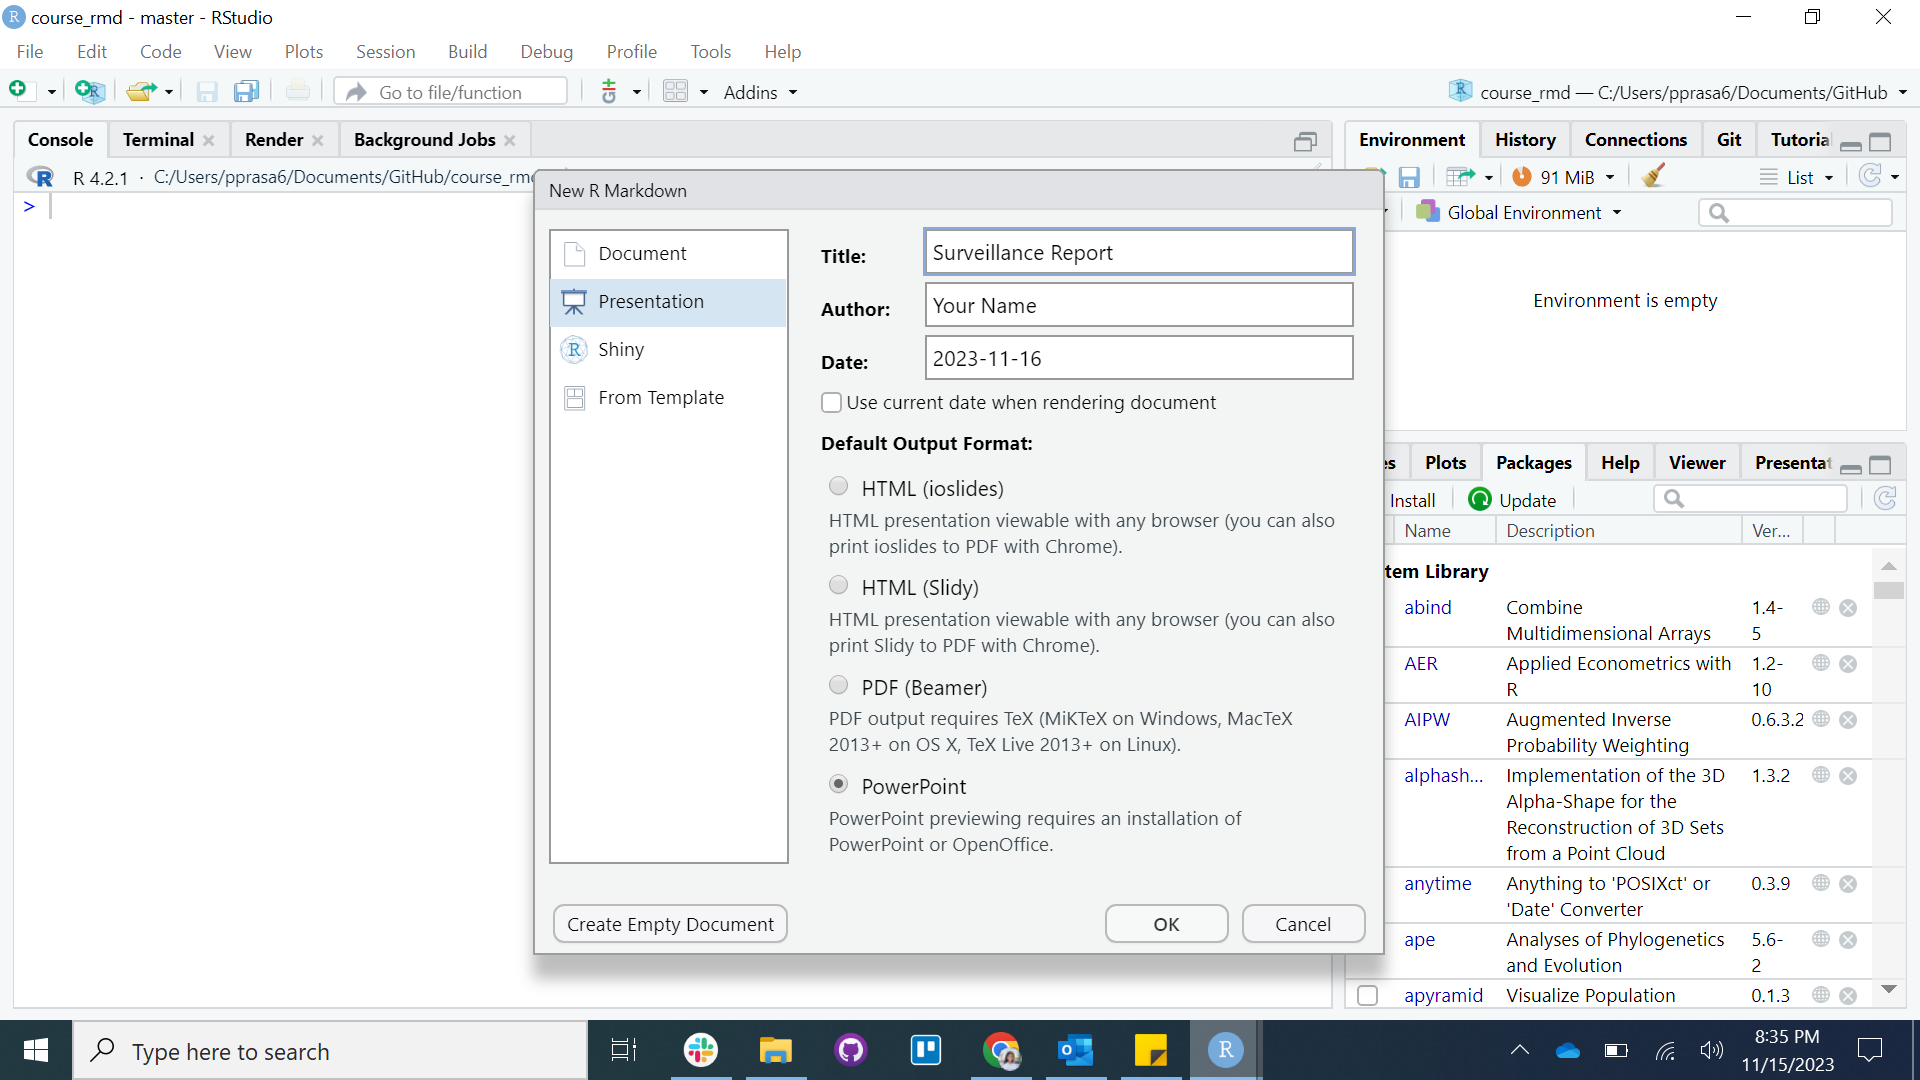 course_rmd - master - RStudio
File Edit Code View Plots Session Build Debug Profile Tools Help
Go to file/function Addins course_rmd — C:/Users/pprasa6/Documents/GitHub
Console Terminal Render Background Jobs
R 4.2.1 · C:/Users/pprasa6/Documents/GitHub/course_rmd
>
New R Markdown
Document
Presentation
Shiny
From Template
Title: Surveillance Report
Author: Your Name
Date: 2023-11-16
Use current date when rendering document
Default Output Format:
HTML (ioslides)
HTML presentation viewable with any browser (you can also
print ioslides to PDF with Chrome).
HTML (Slidy)
HTML presentation viewable with any browser (you can also
print Slidy to PDF with Chrome).
PDF (Beamer)
PDF output requires TeX (MiKTeX on Windows, MacTeX
2013+ on OS X, TeX Live 2013+ on Linux).
PowerPoint
PowerPoint previewing requires an installation of
PowerPoint or OpenOffice.
Create Empty Document OK Cancel
Environment History Connections Git Tutoria
91 MiB List
Global Environment
Environment is empty
es Plots Packages Help Viewer Presentat
Install Update
Name Description Ver...
tem Library
abind Combine 1.4-
Multidimensional Arrays 5
AER Applied Econometrics with 1.2-
R 10
AIPW Augmented Inverse 0.6.3.2
Probability Weighting
alphash... Implementation of the 3D 1.3.2
Alpha-Shape for the
Reconstruction of 3D Sets
from a Point Cloud
anytime Anything to 'POSIXct' or 0.3.9
'Date' Converter
ape Analyses of Phylogenetics 5.6-
and Evolution 2
apyramid Visualize Population 0.1.3
Type here to search
8:35 PM
11/15/2023